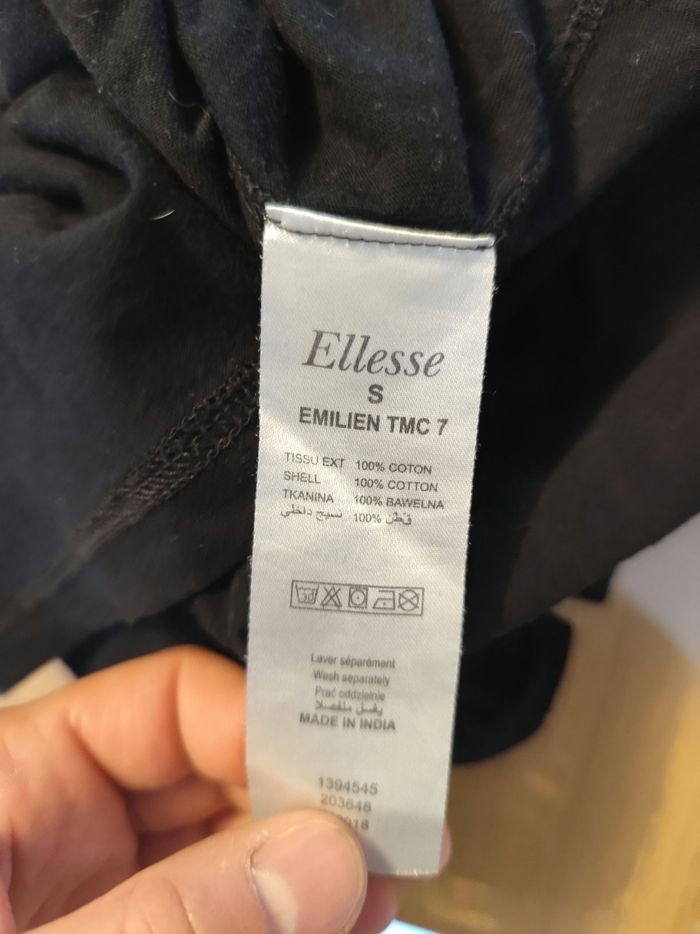 Ellesse
S
EMILIEN TMC 7
TISSU EXT 100% COTON
SHELL 100% COTTON
TKANINA 100% BAWELNA
نسيج داخلي 100% قطن
30
Laver séparément
Wash separately
Prać oddzielnie
يغسل منفصلا
MADE IN INDIA
1394545
203648